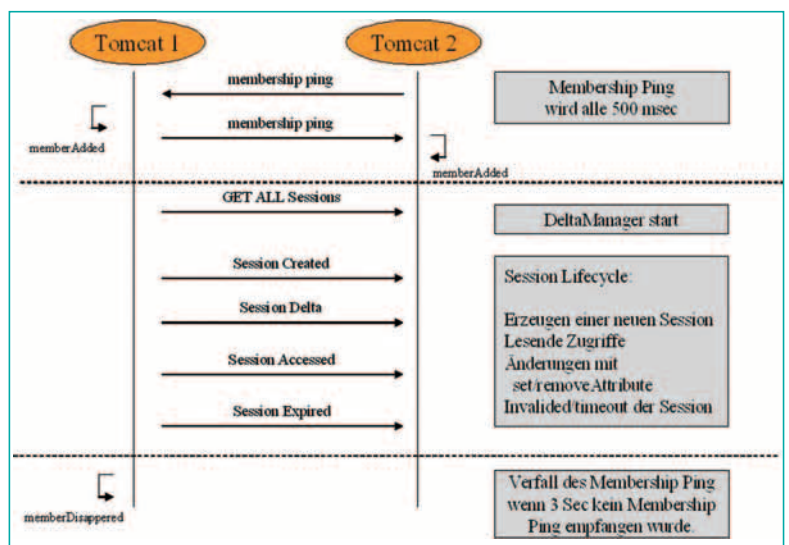 Tomcat 1
Tomcat 2
membership ping
Membership Ping
wird alle 500 msec
membership ping
memberAdded
memberAdded
GET ALL Sessions
DeltaManager start
Session Created
Session Delta
Session Accessed
Session Expired
Session Lifecycle:
Erzeugen einer neuen Session
Lesende Zugriffe
Änderungen mit
set/removeAttribute
Invalided/timeout der Session
memberDisappered
Verfall des Membership Ping
wenn 3 Sec kein Membership
Ping empfangen wurde.